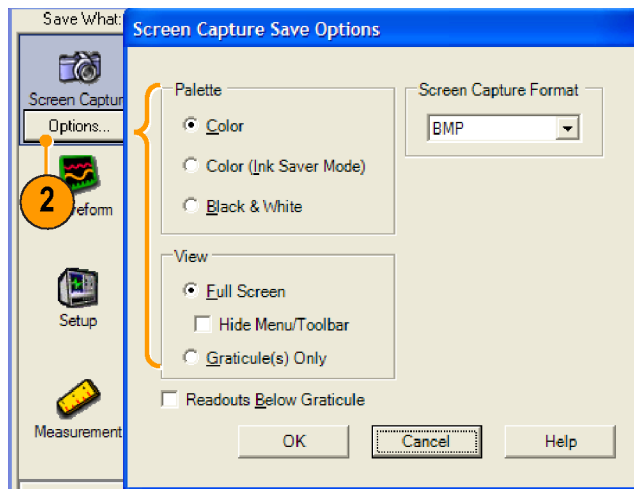 Save What:
Screen Captur
Options...
2
eform
Setup
Measurement
Screen Capture Save Options
Palette
Color
Color (Ink Saver Mode)
Black & White
View
Full Screen
Hide Menu/Toolbar
Graticule(s) Only
Readouts Below Graticule
Screen Capture Format
BMP
OK
Cancel
Help